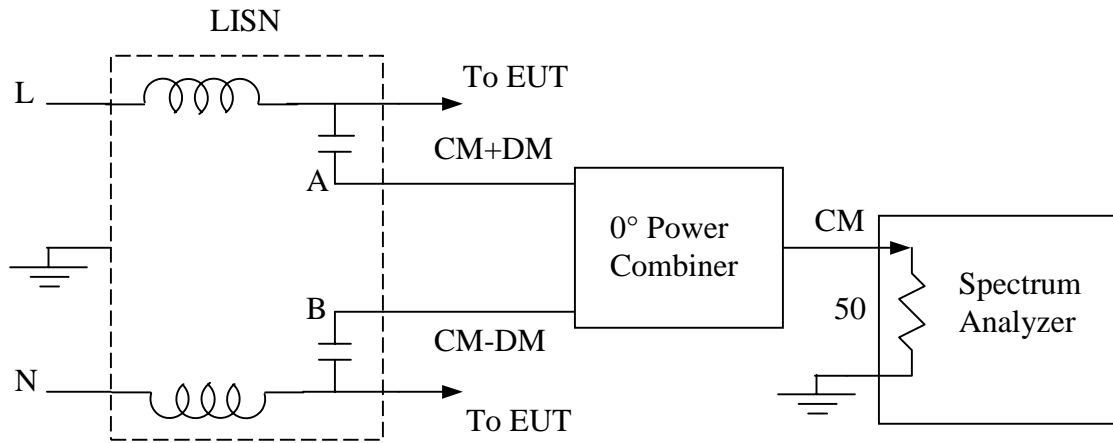 LISN
L
To EUT
CM+DM
A
0° Power
Combiner
CM
B
50
Spectrum
Analyzer
CM-DM
N
To EUT